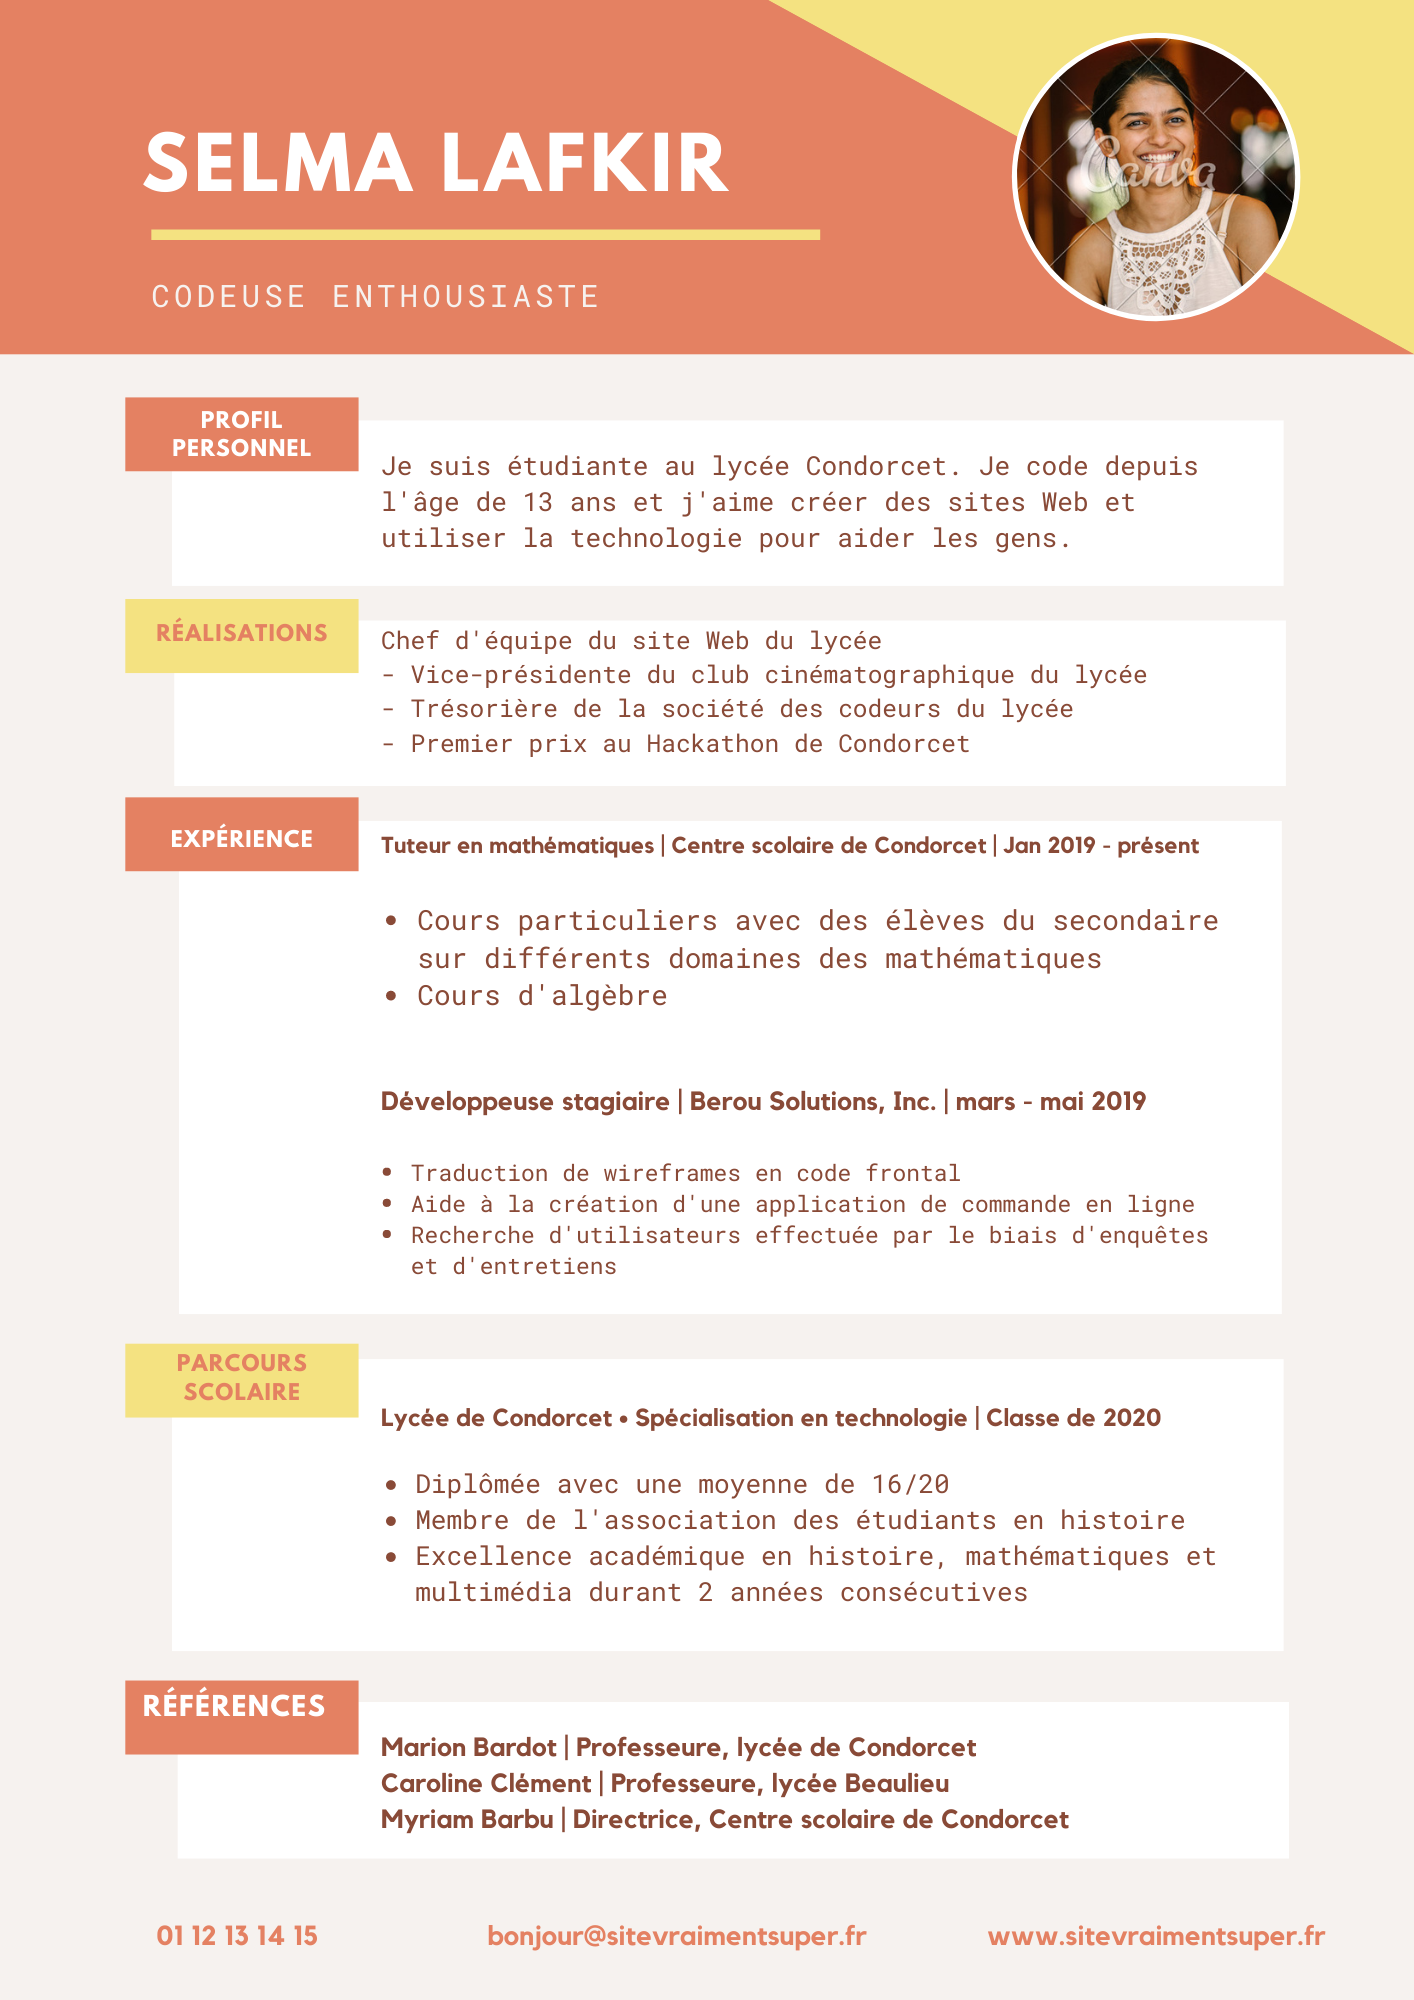 SELMA LAFKIR
CODEUSE ENTHOUSIASTE
Canva
PROFIL
PERSONNEL
Je suis étudiante au lycée Condorcet. Je code depuis
l'âge de 13 ans et j'aime créer des sites Web et
utiliser la technologie pour aider les gens.
RÉALISATIONS
Chef d'équipe du site Web du lycée
- Vice-présidente du club cinématographique du lycée
- Trésorière de la société des codeurs du lycée
- Premier prix au Hackathon de Condorcet
EXPÉRIENCE
Tuteur en mathématiques | Centre scolaire de Condorcet | Jan 2019 - présent
• Cours particuliers avec des élèves du secondaire
sur différents domaines des mathématiques
• Cours d'algèbre
Développeuse stagiaire | Berou Solutions, Inc. | mars - mai 2019
• Traduction de wireframes en code frontal
• Aide à la création d'une application de commande en ligne
• Recherche d'utilisateurs effectuée par le biais d'enquêtes
et d'entretiens
PARCOURS
SCOLAIRE
Lycée de Condorcet • Spécialisation en technologie | Classe de 2020
• Diplômée avec une moyenne de 16/20
• Membre de l'association des étudiants en histoire
• Excellence académique en histoire, mathématiques et
multimédia durant 2 années consécutives
RÉFÉRENCES
Marion Bardot | Professeure, lycée de Condorcet
Caroline Clément | Professeure, lycée Beaulieu
Myriam Barbu | Directrice, Centre scolaire de Condorcet
01 12 13 14 15
bonjour@sitevraimentsuper.fr
www.sitevraimentsuper.fr